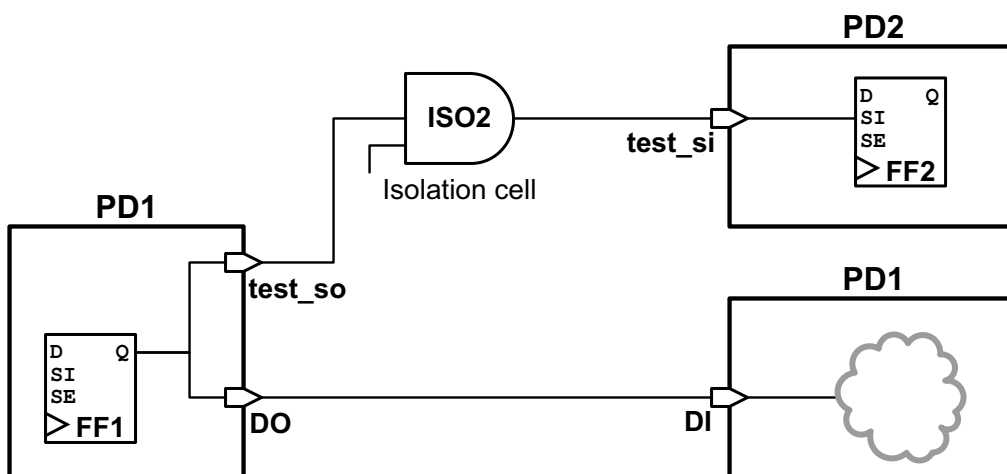 PD2
D Q
SI
SE
FF2
ISO2
test_si
Isolation cell
PD1
test_so
D Q
SI
SE
FF1
DO
PD1
DI